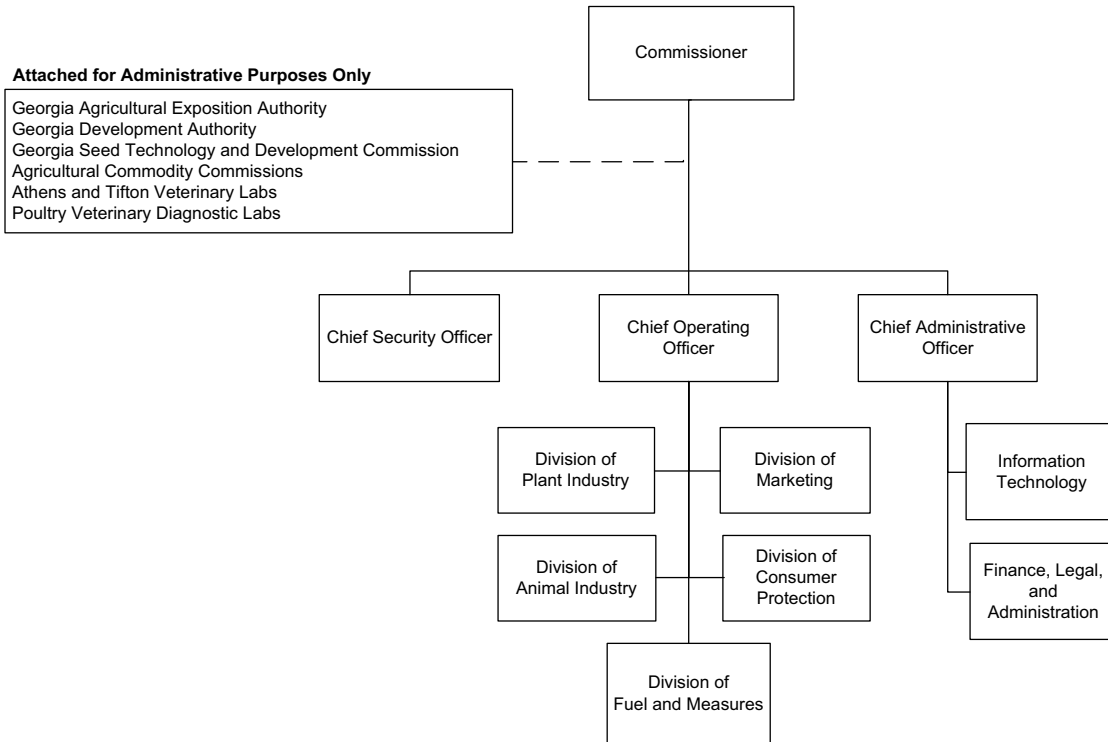 Commissioner
Attached for Administrative Purposes Only
Georgia Agricultural Exposition Authority
Georgia Development Authority
Georgia Seed Technology and Development Commission
Agricultural Commodity Commissions
Athens and Tifton Veterinary Labs
Poultry Veterinary Diagnostic Labs
Chief Security Officer
Chief Operating
Officer
Chief Administrative
Officer
Division of
Plant Industry
Division of
Marketing
Information
Technology
Division of
Animal Industry
Division of
Consumer
Protection
Finance, Legal,
and
Administration
Division of
Fuel and Measures